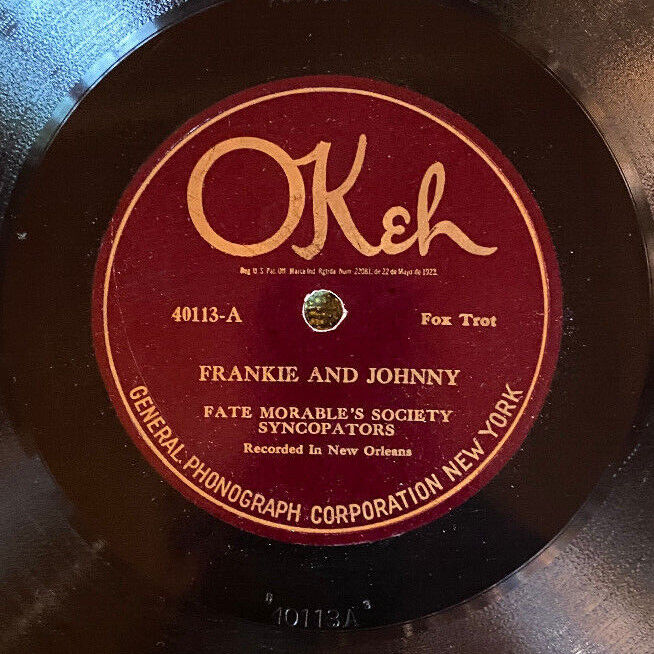 OKeh
Reg U. S. Pat. Off. Marca Ind. Rgtrda. Num. 22081, de 22 de Mayo de 1923.
40113-A
Fox Trot
FRANKIE AND JOHNNY
FATE MORABLE'S SOCIETY
SYNCOPATORS
Recorded In New Orleans
GENERAL PHONOGRAPH CORPORATION NEW YORK
40113A